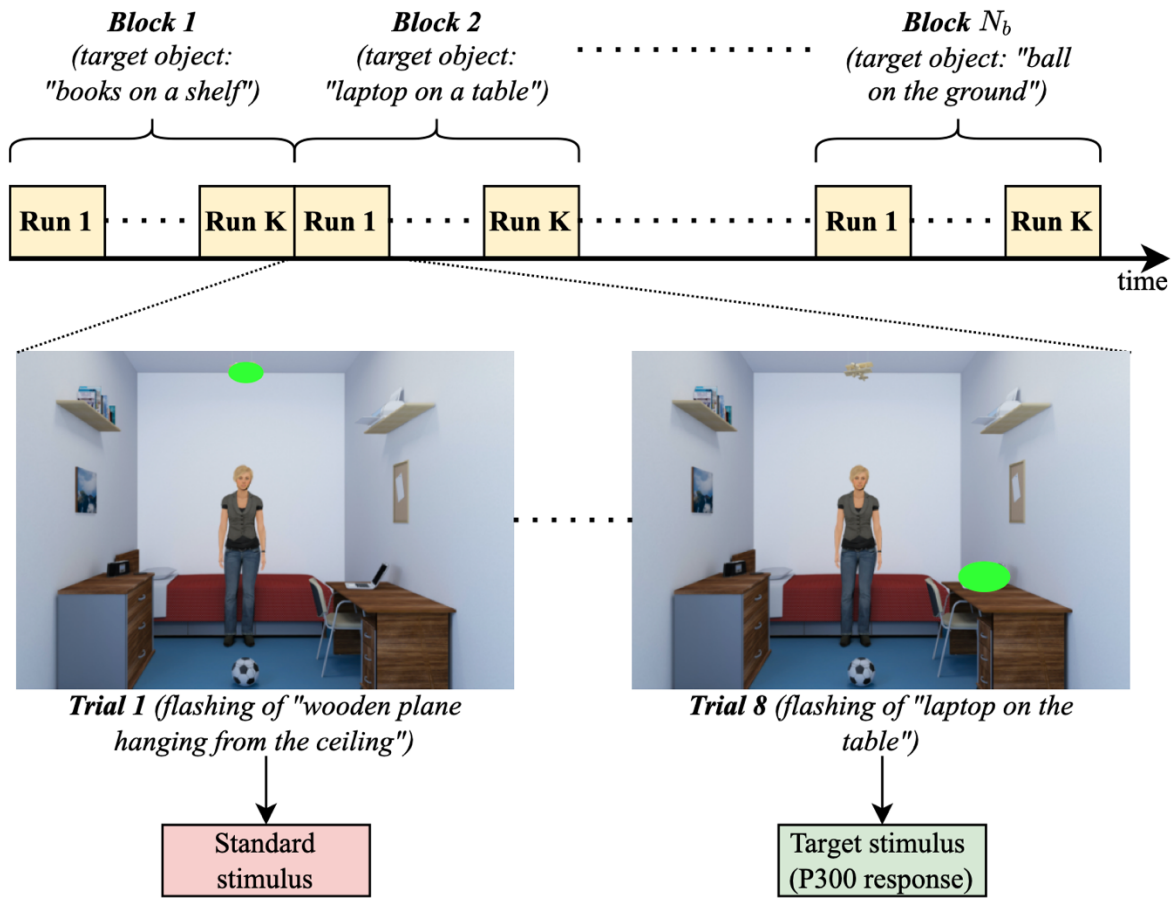 Block 1
(target object:
"books on a shelf")
Block 2
(target object:
"laptop on a table")
Block N_b
(target object: "ball
on the ground")
Run 1
Run K
Run 1
Run K
Run 1
Run K
time
Trial 1 (flashing of "wooden plane
hanging from the ceiling")
Trial 8 (flashing of "laptop on the
table")
Standard
stimulus
Target stimulus
(P300 response)